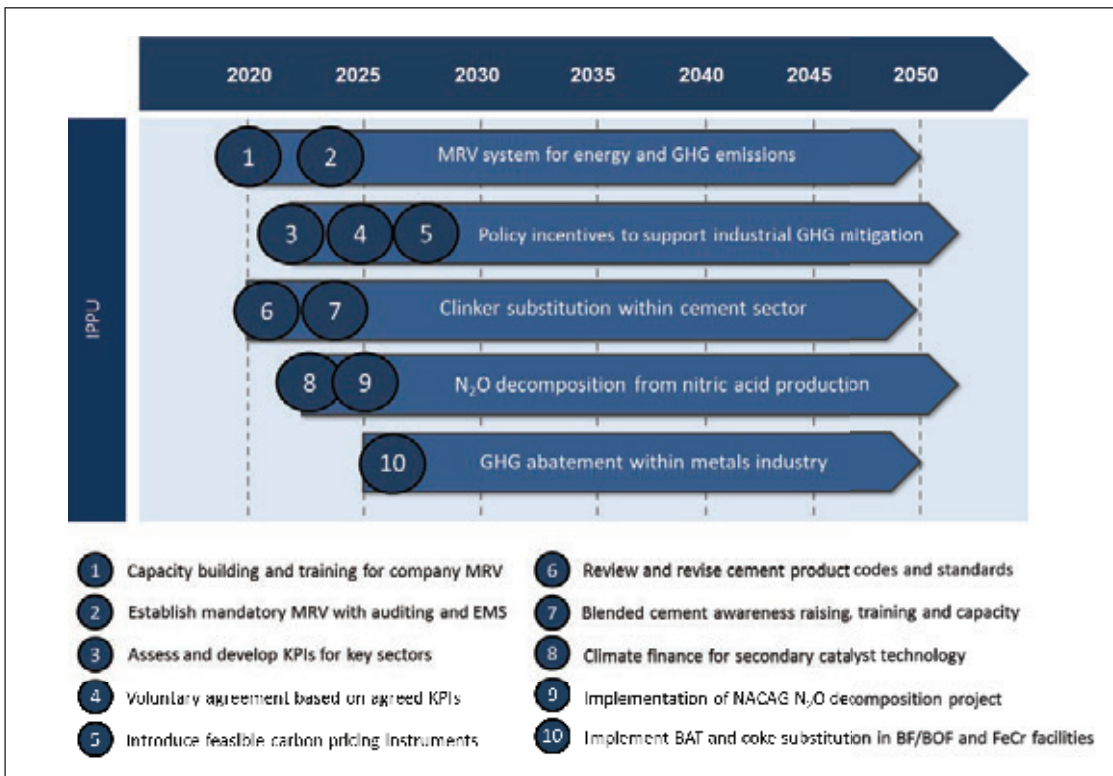 2020 2025 2030 2035 2040 2045 2050
IPPU
1 2 MRV system for energy and GHG emissions
3 4 5 Policy incentives to support industrial GHG mitigation
6 7 Clinker substitution within cement sector
8 9 N₂O decomposition from nitric acid production
10 GHG abatement within metals industry
1 Capacity building and training for company MRV
2 Establish mandatory MRV with auditing and EMS
3 Assess and develop KPIs for key sectors
4 Voluntary agreement based on agreed KPIs
5 Introduce feasible carbon pricing instruments
6 Review and revise cement product codes and standards
7 Blended cement awareness raising, training and capacity
8 Climate finance for secondary catalyst technology
9 Implementation of NACAG N₂O decomposition project
10 Implement BAT and coke substitution in BF/BOF and FeCr facilities